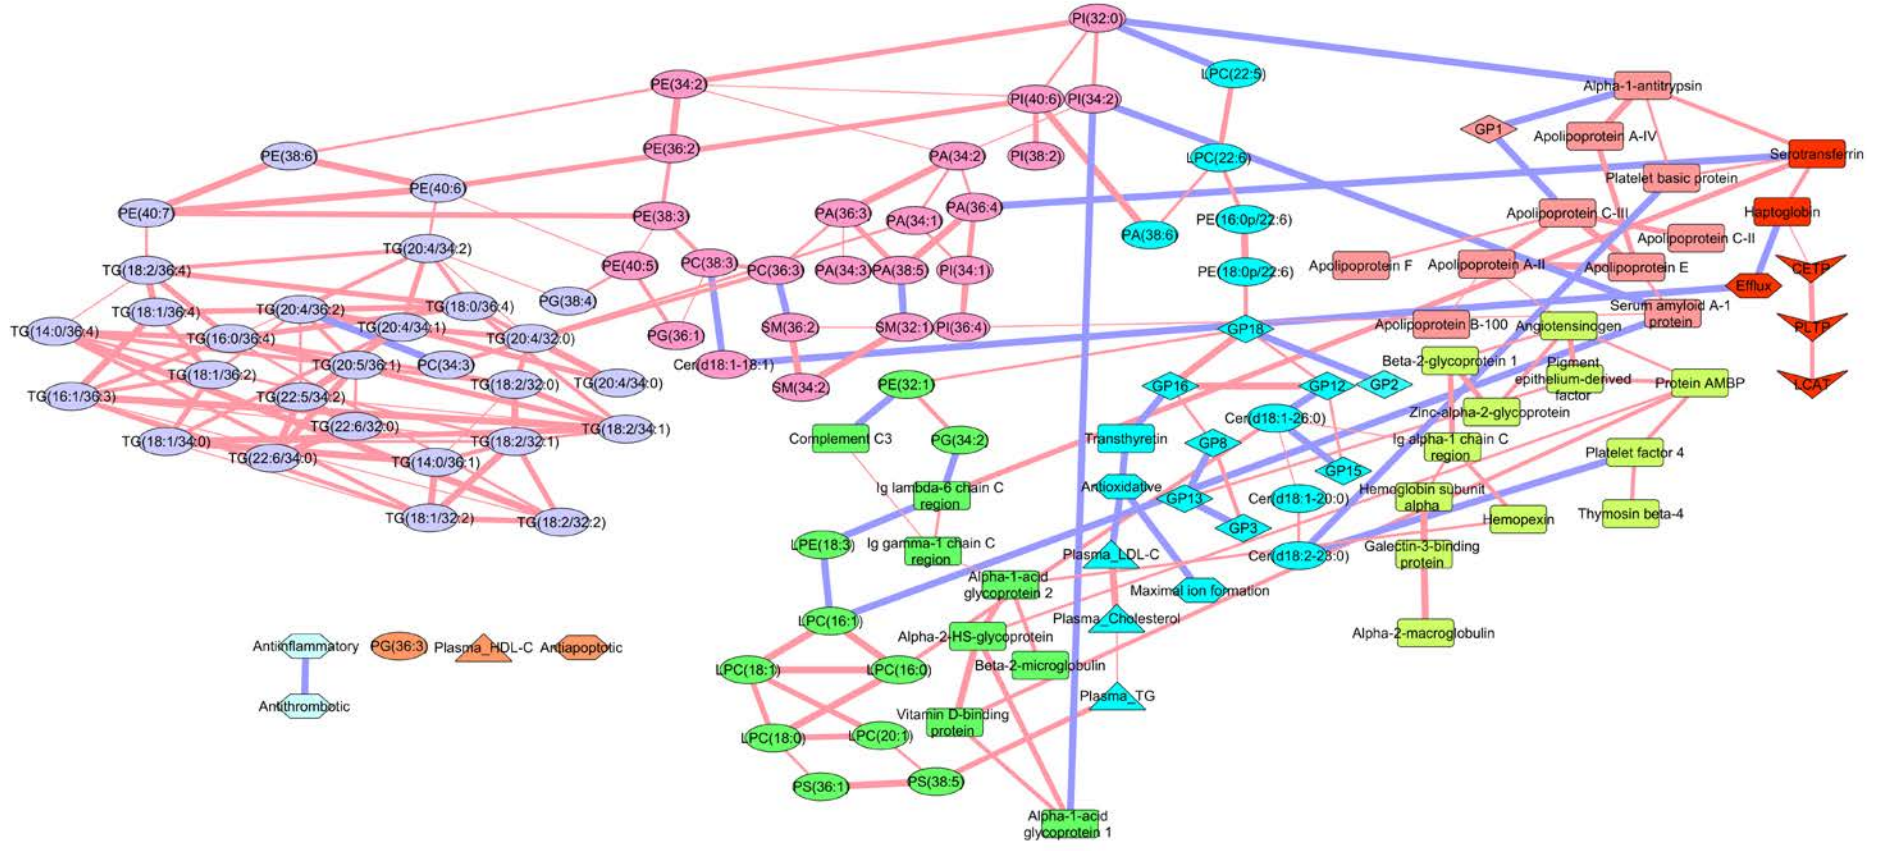 PI(32:0)
PE(34:2)
LPC(22:5)
Alpha-1-antitrypsin
PI(40:6)
PI(34:2)
GP1
Apolipoprotein A-IV
PE(38:6)
PE(36:2)
PA(34:2)
PI(38:2)
LPC(22:6)
Serotransferrin
Platelet basic protein
PE(40:6)
PE(40:7)
PE(38:3)
PA(36:3)
PA(34:1)
PA(36:4)
PE(16:0p/22:6)
PA(38:6)
Apolipoprotein C-III
Haptoglobin
Apolipoprotein C-II
TG(20:4/34:2)
TG(18:2/36:4)
PE(40:5)
PC(38:3)
PC(36:3)
PA(34:3)
PA(38:5)
PI(34:1)
PE(18:0p/22:6)
Apolipoprotein F
Apolipoprotein A-II
Apolipoprotein E
CETP
Efflux
PG(38:4)
TG(18:1/36:4)
TG(20:4/36:2)
TG(18:0/36:4)
Serum amyloid A-1
protein
TG(14:0/36:4)
TG(16:0/36:4)
TG(20:4/34:1)
TG(20:4/32:0)
PG(36:1)
SM(36:2)
SM(32:1)
PI(36:4)
GP18
Apolipoprotein B-100
Angiotensinogen
PLTP
TG(18:1/36:2)
TG(20:5/36:1)
PC(34:3)
Cer(d18:1-18:1)
Beta-2-glycoprotein 1
Pigment
epithelium-derived
factor
TG(16:1/36:3)
TG(22:5/34:2)
TG(18:2/32:0)
TG(20:4/34:0)
SM(34:2)
PE(32:1)
GP16
GP12
GP2
Protein AMBP
LCAT
TG(22:6/32:0)
TG(18:2/34:1)
Cer(d18:1-26:0)
Zinc-alpha-2-glycoprotein
TG(18:1/34:0)
TG(22:6/34:0)
TG(18:2/32:1)
TG(14:0/36:1)
Complement C3
PG(34:2)
Transthyretin
GP8
GP15
Ig alpha-1 chain C
region
Platelet factor 4
Ig lambda-6 chain C
region
Antioxidative
GP13
Cer(d18:1-20:0)
Hemoglobin subunit
alpha
TG(18:1/32:2)
TG(18:2/32:2)
GP3
Hemopexin
Thymosin beta-4
LPE(18:3)
Ig gamma-1 chain C
region
Plasma_LDL-C
Cer(d18:2-23:0)
Galectin-3-binding
protein
Alpha-1-acid
glycoprotein 2
Maximal ion formation
LPC(16:1)
Plasma_Cholesterol
Alpha-2-HS-glycoprotein
Alpha-2-macroglobulin
Antiinflammatory
PG(36:3)
Plasma_HDL-C
Antiapoptotic
LPC(18:1)
LPC(16:0)
Beta-2-microglobulin
Antithrombotic
Plasma_TG
Vitamin D-binding
protein
LPC(18:0)
LPC(20:1)
PS(36:1)
PS(38:5)
Alpha-1-acid
glycoprotein 1